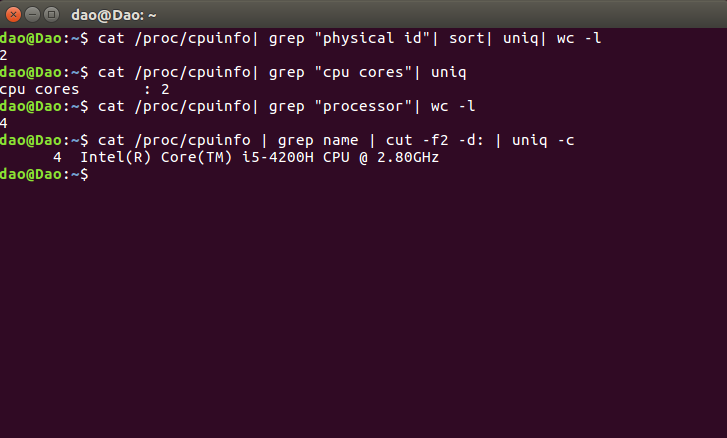 dao@Dao: ~
dao@Dao:~$ cat /proc/cpuinfo| grep "physical id"| sort| uniq| wc -l
2
dao@Dao:~$ cat /proc/cpuinfo| grep "cpu cores"| uniq
cpu cores       : 2
dao@Dao:~$ cat /proc/cpuinfo| grep "processor"| wc -l
4
dao@Dao:~$ cat /proc/cpuinfo | grep name | cut -f2 -d: | uniq -c
      4  Intel(R) Core(TM) i5-4200H CPU @ 2.80GHz
dao@Dao:~$